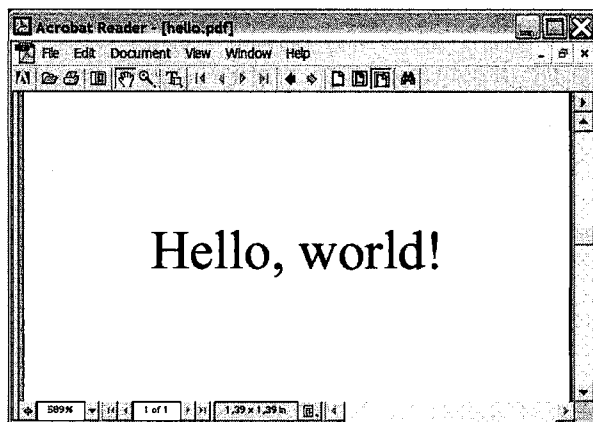 Acrobat Reader - [hello.pdf]
File Edit Document View Window Help
Hello, world!
589% 1 of 1 1,39 x 1,39 in